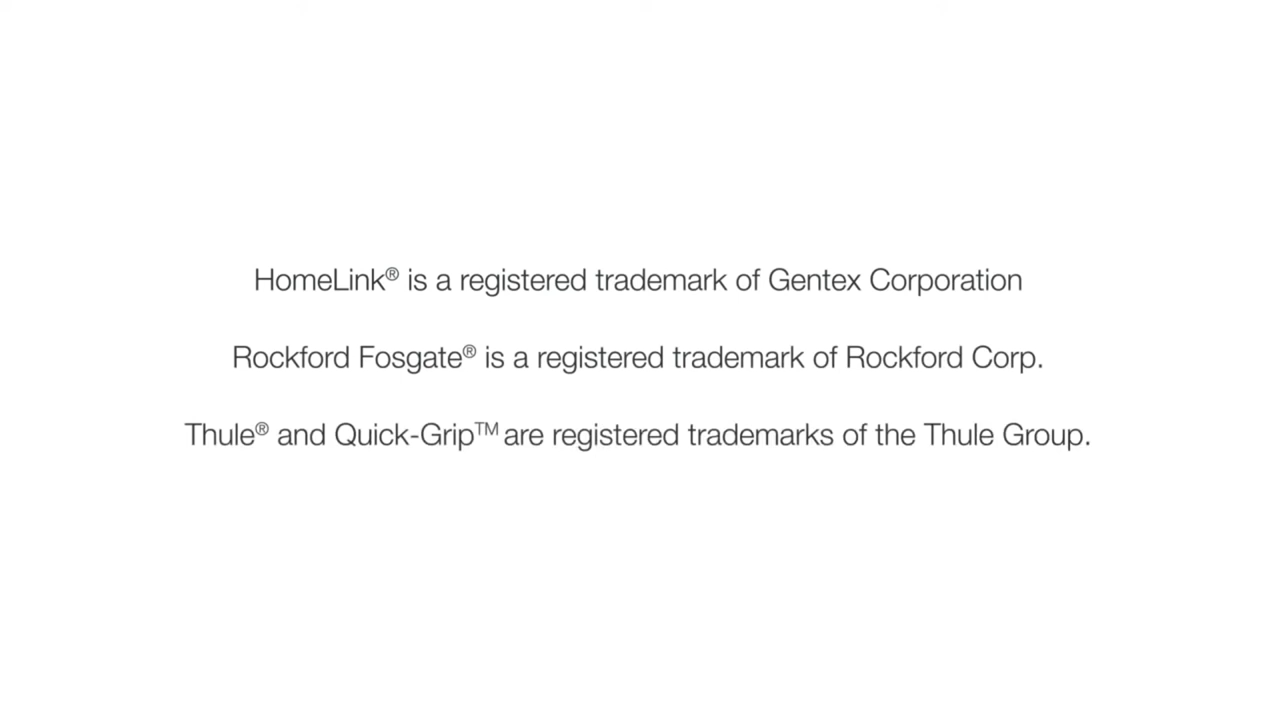 HomeLink® is a registered trademark of Gentex Corporation
Rockford Fosgate® is a registered trademark of Rockford Corp.
Thule® and Quick-Grip™ are registered trademarks of the Thule Group.